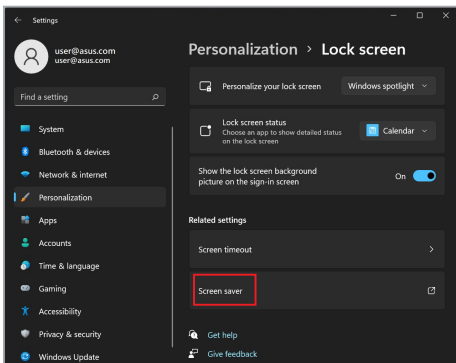 Settings
user@asus.com
user@asus.com
Find a setting
System
Bluetooth & devices
Network & internet
Personalization
Apps
Accounts
Time & language
Gaming
Accessibility
Privacy & security
Windows Update
Personalization > Lock screen
Personalize your lock screen
Windows spotlight
Lock screen status
Choose an app to show detailed status
on the lock screen
Calendar
Show the lock screen background
picture on the sign-in screen
On
Related settings
Screen timeout
Screen saver
Get help
Give feedback